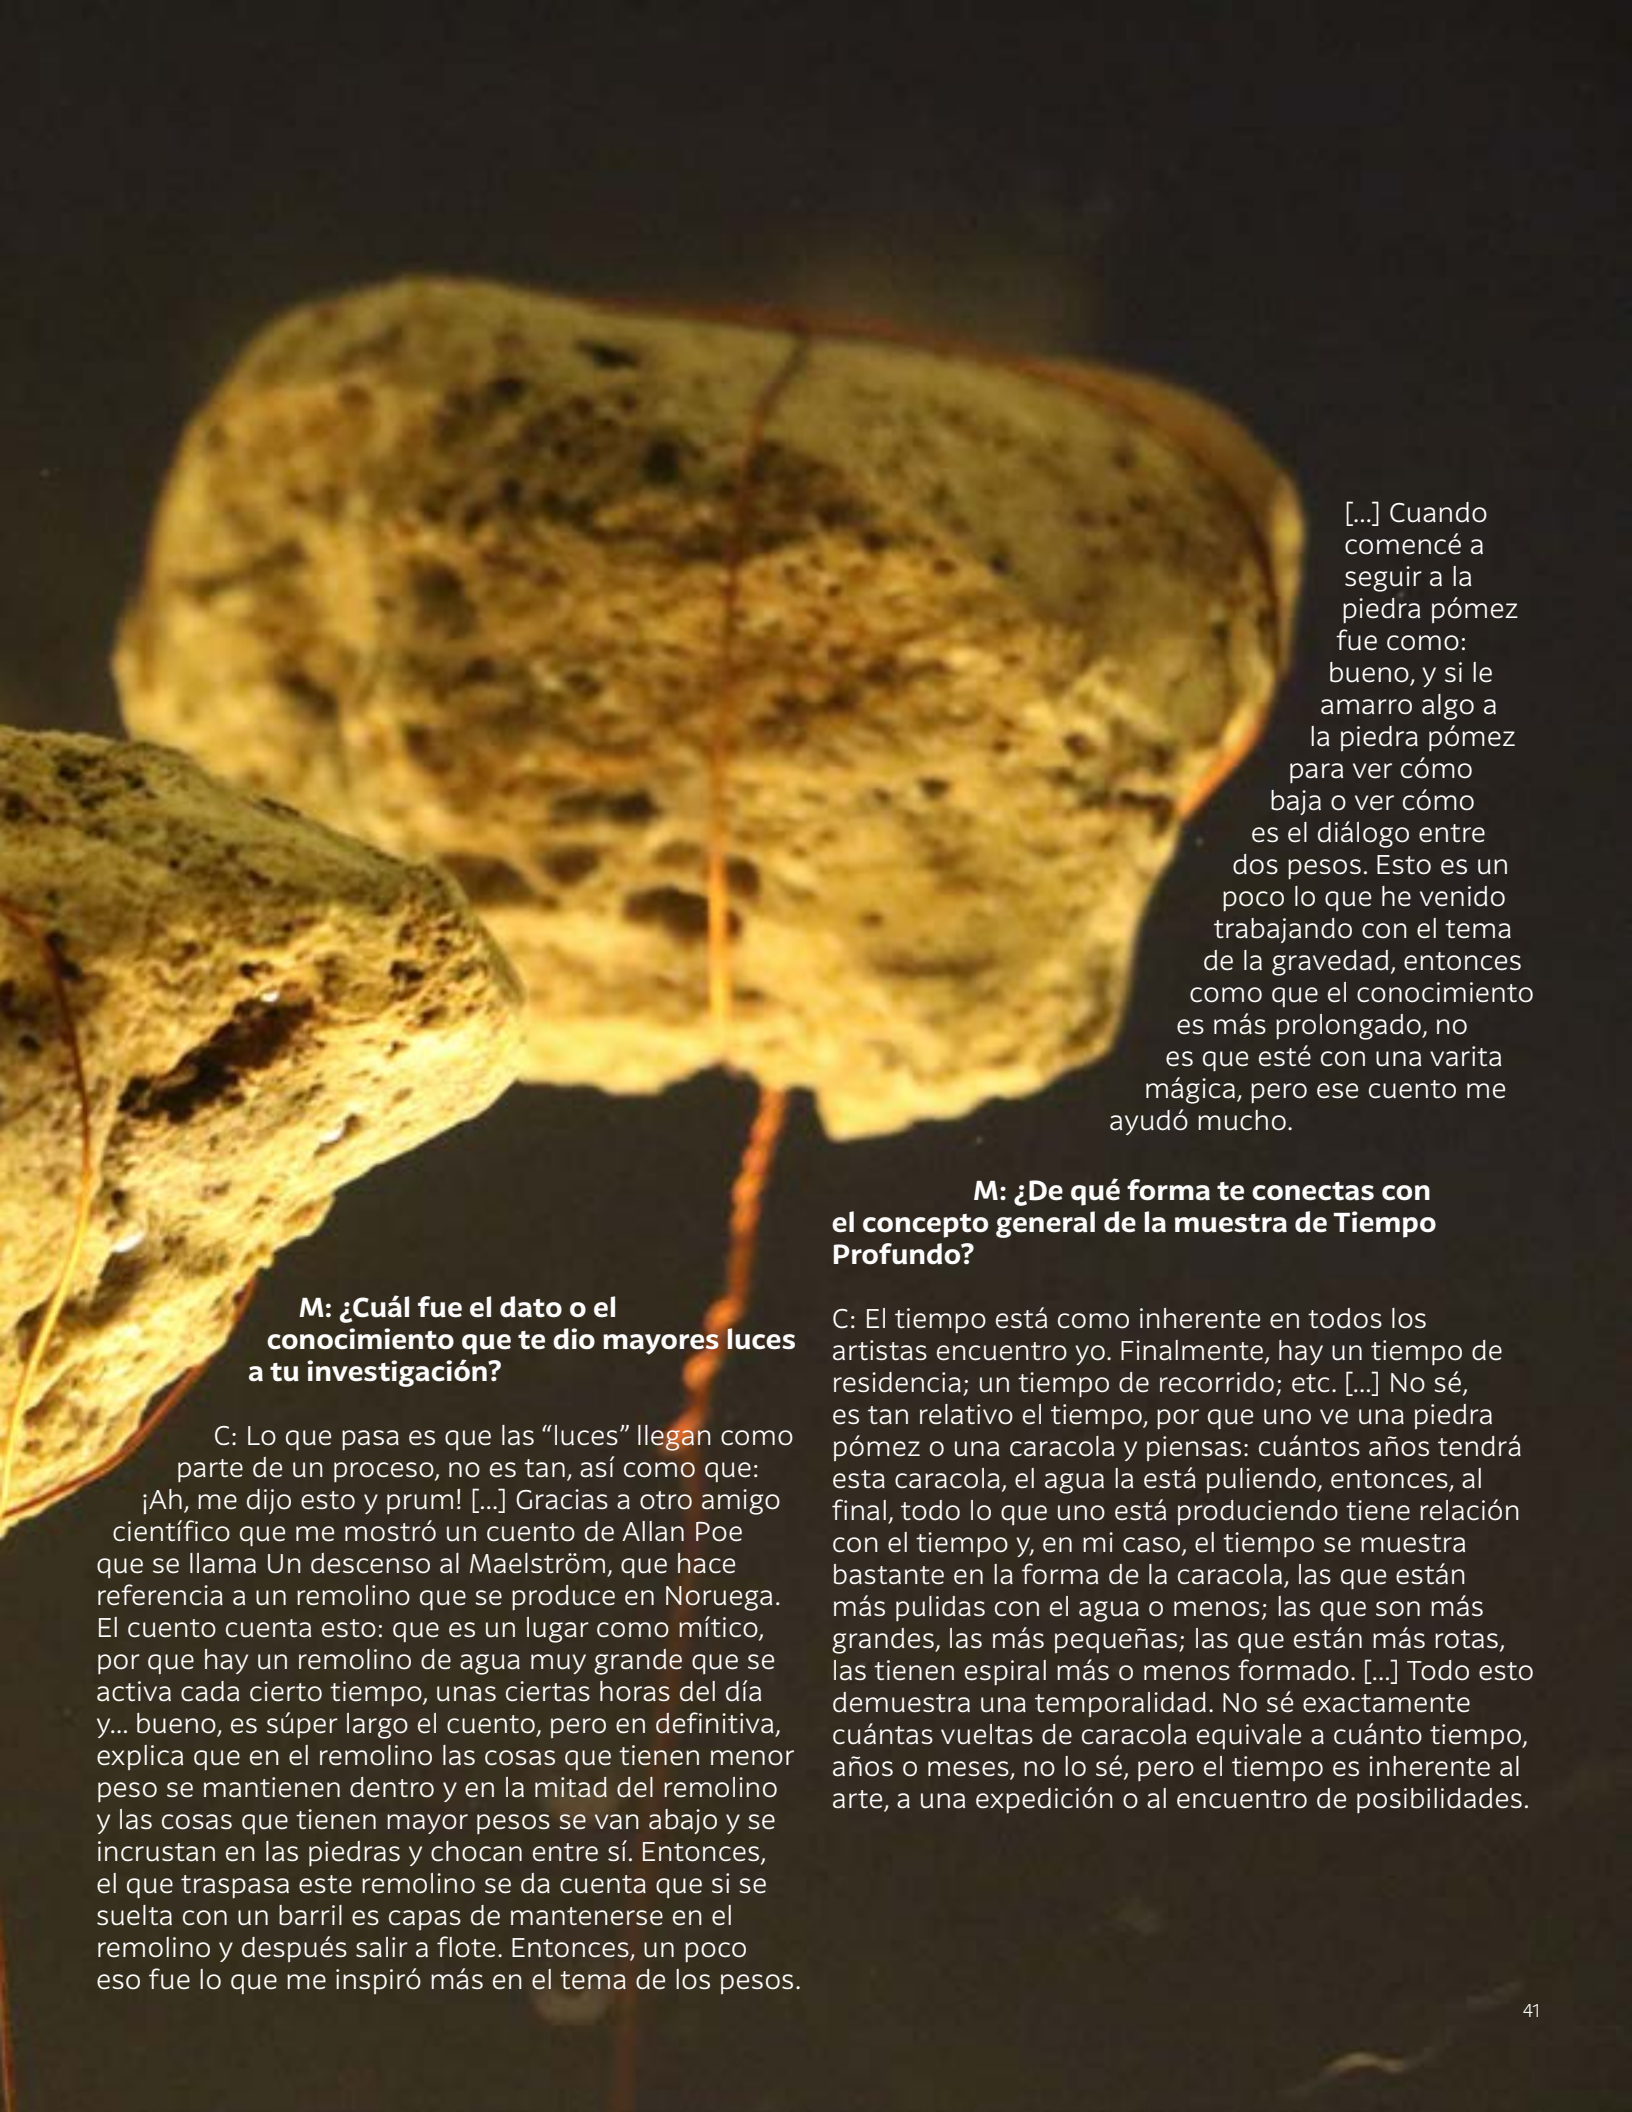 M: ¿Cuál fue el dato o el
conocimiento que te dio mayores luces
a tu investigación?
C: Lo que pasa es que las “luces” llegan como
parte de un proceso, no es tan, así como que:
¡Ah, me dijo esto y prum! [...] Gracias a otro amigo
científico que me mostró un cuento de Allan Poe
que se llama Un descenso al Maelström, que hace
referencia a un remolino que se produce en Noruega.
El cuento cuenta esto: que es un lugar como mítico,
por que hay un remolino de agua muy grande que se
activa cada cierto tiempo, unas ciertas horas del día
y... bueno, es súper largo el cuento, pero en definitiva,
explica que en el remolino las cosas que tienen menor
peso se mantienen dentro y en la mitad del remolino
y las cosas que tienen mayor pesos se van abajo y se
incrustan en las piedras y chocan entre sí. Entonces,
el que traspasa este remolino se da cuenta que si se
suelta con un barril es capas de mantenerse en el
remolino y después salir a flote. Entonces, un poco
eso fue lo que me inspiró más en el tema de los pesos.
[...] Cuando
comencé a
seguir a la
piedra pómez
fue como:
bueno, y si le
amarro algo a
la piedra pómez
para ver cómo
baja o ver cómo
es el diálogo entre
dos pesos. Esto es un
poco lo que he venido
trabajando con el tema
de la gravedad, entonces
como que el conocimiento
es más prolongado, no
es que esté con una varita
mágica, pero ese cuento me
ayudó mucho.
M: ¿De qué forma te conectas con
el concepto general de la muestra de Tiempo
Profundo?
C: El tiempo está como inherente en todos los
artistas encuentro yo. Finalmente, hay un tiempo de
residencia; un tiempo de recorrido; etc. [...] No sé,
es tan relativo el tiempo, por que uno ve una piedra
pómez o una caracola y piensas: cuántos años tendrá
esta caracola, el agua la está puliendo, entonces, al
final, todo lo que uno está produciendo tiene relación
con el tiempo y, en mi caso, el tiempo se muestra
bastante en la forma de la caracola, las que están
más pulidas con el agua o menos; las que son más
grandes, las más pequeñas; las que están más rotas,
las tienen espiral más o menos formado. [...] Todo esto
demuestra una temporalidad. No sé exactamente
cuántas vueltas de caracola equivale a cuánto tiempo,
años o meses, no lo sé, pero el tiempo es inherente al
arte, a una expedición o al encuentro de posibilidades.
41